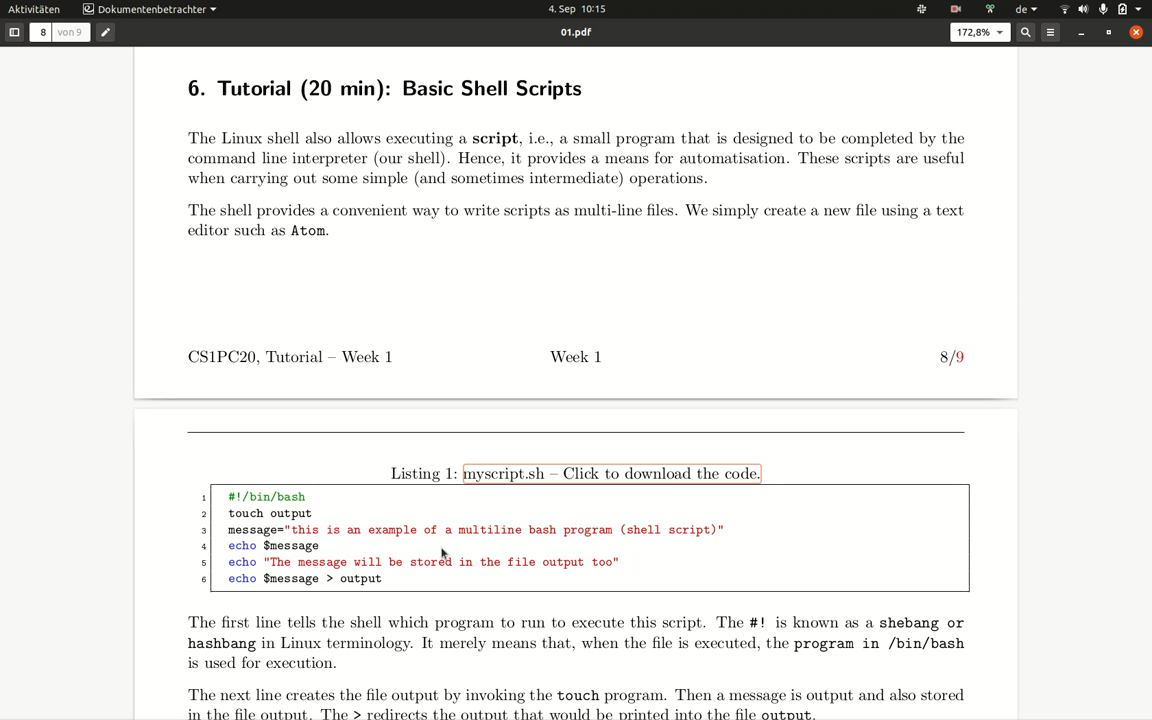 Aktivitäten Dokumentenbetrachter 4. Sep 10:15 de
8 von 9 01.pdf 172,8%
6. Tutorial (20 min): Basic Shell Scripts
The Linux shell also allows executing a script, i.e., a small program that is designed to be completed by the
command line interpreter (our shell). Hence, it provides a means for automatisation. These scripts are useful
when carrying out some simple (and sometimes intermediate) operations.
The shell provides a convenient way to write scripts as multi-line files. We simply create a new file using a text
editor such as Atom.
CS1PC20, Tutorial – Week 1 Week 1 8/9
Listing 1: myscript.sh – Click to download the code.
1 #!/bin/bash
2 touch output
3 message="this is an example of a multiline bash program (shell script)"
4 echo $message
5 echo "The message will be stored in the file output too"
6 echo $message > output
The first line tells the shell which program to run to execute this script. The #! is known as a shebang or
hashbang in Linux terminology. It merely means that, when the file is executed, the program in /bin/bash
is used for execution.
The next line creates the file output by invoking the touch program. Then a message is output and also stored
in the file output. The > redirects the output that would be printed into the file output.